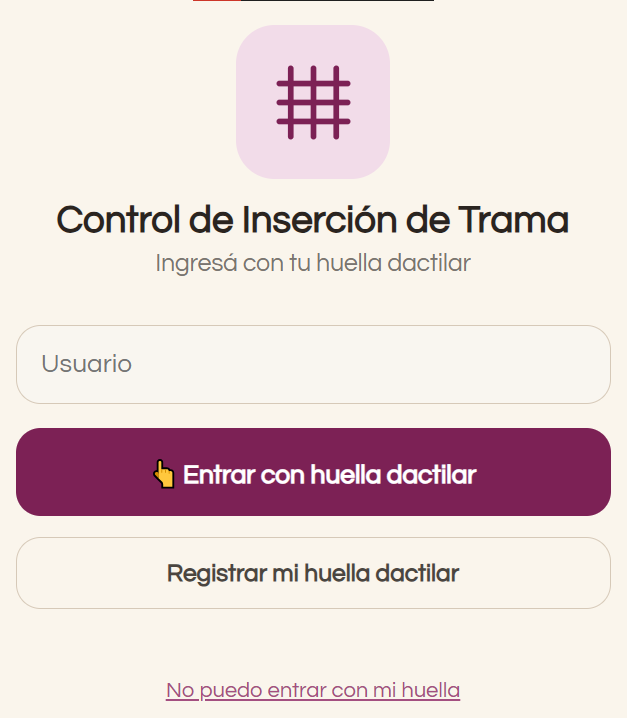 Control de Inserción de Trama
Ingresá con tu huella dactilar
Usuario
👆 Entrar con huella dactilar
Registrar mi huella dactilar
No puedo entrar con mi huella